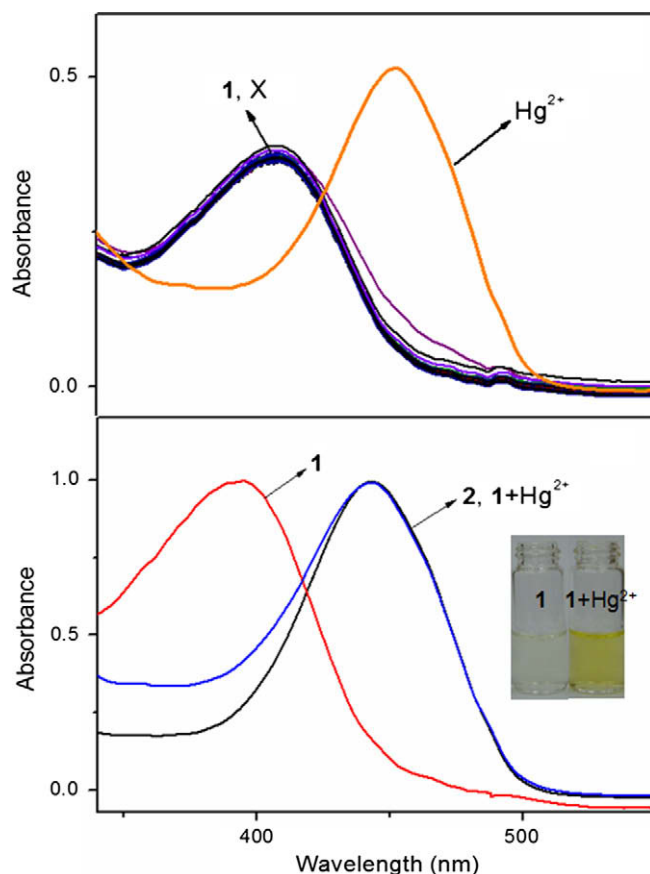 0.5
1, X
Hg²⁺
Absorbance
0.0
1.0
1
2, 1+Hg²⁺
1 1+Hg²⁺
Absorbance
0.5
0.0
400 500
Wavelength (nm)